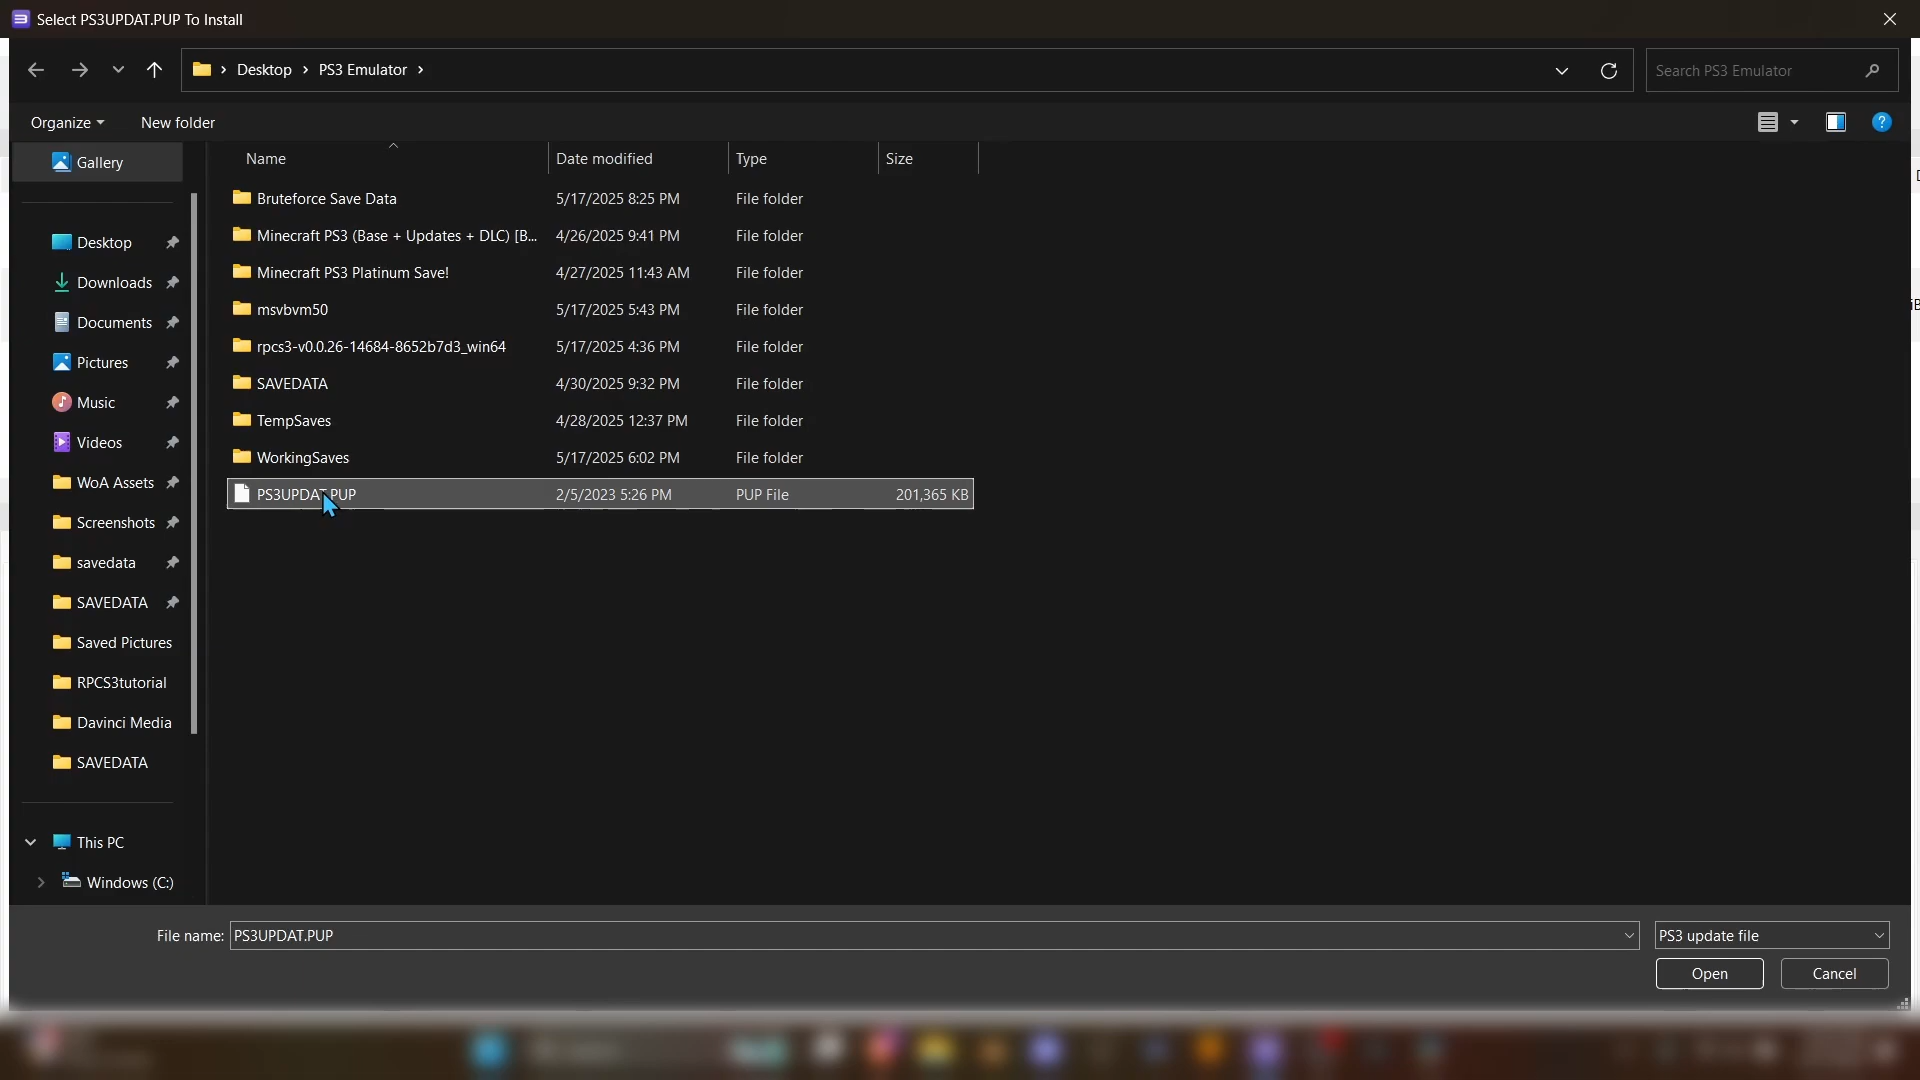 Select PS3UPDAT.PUP To Install
Desktop > PS3 Emulator >
Search PS3 Emulator
Organize
New folder
Gallery
Name
Date modified
Type
Size
Bruteforce Save Data 5/17/2025 8:25 PM File folder
Desktop
Minecraft PS3 (Base + Updates + DLC) [B... 4/26/2025 9:41 PM File folder
Downloads
Minecraft PS3 Platinum Save! 4/27/2025 11:43 AM File folder
Documents
msvbvm50 5/17/2025 5:43 PM File folder
Pictures
rpcs3-v0.0.26-14684-8652b7d3_win64 5/17/2025 4:36 PM File folder
Music
SAVEDATA 4/30/2025 9:32 PM File folder
Videos
TempSaves 4/28/2025 12:37 PM File folder
WoA Assets
WorkingSaves 5/17/2025 6:02 PM File folder
Screenshots
PS3UPDAT.PUP 2/5/2023 5:26 PM PUP File 201,365 KB
savedata
SAVEDATA
Saved Pictures
RPCS3tutorial
Davinci Media
SAVEDATA
This PC
Windows (C:)
File name: PS3UPDAT.PUP
PS3 update file
Open
Cancel